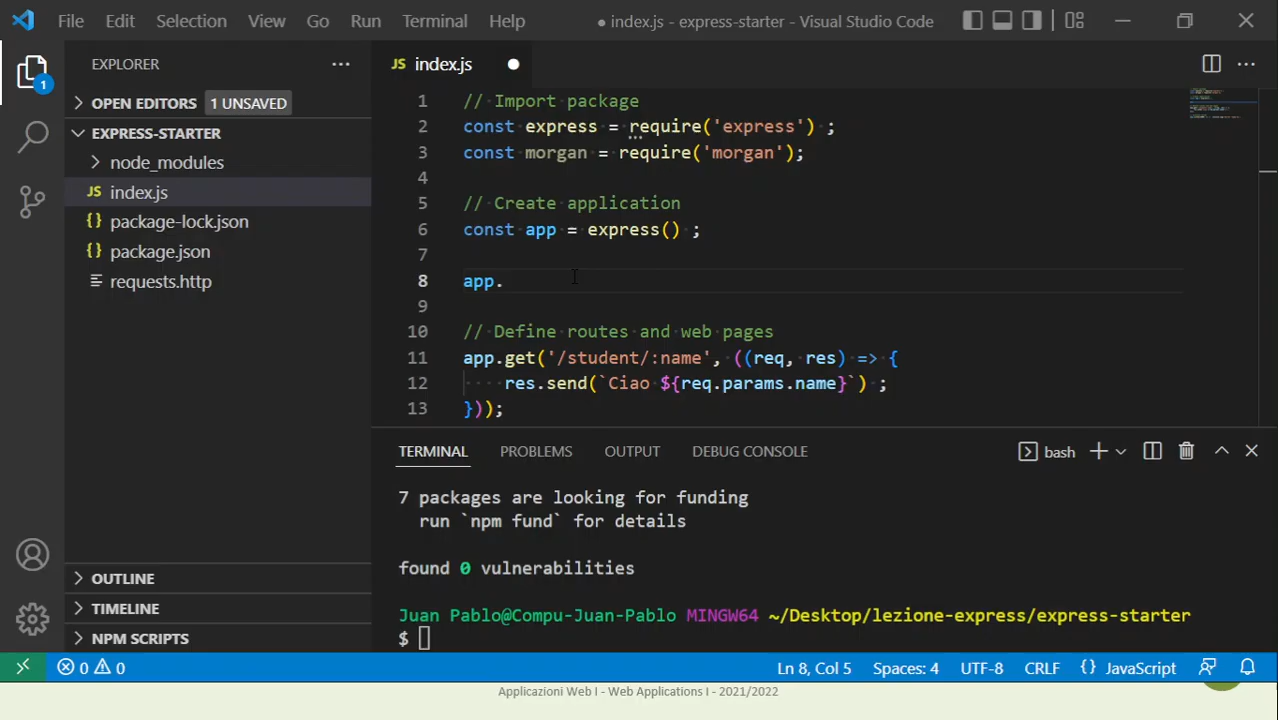 File Edit Selection View Go Run Terminal Help ● index.js - express-starter - Visual Studio Code
EXPLORER ...
1
OPEN EDITORS 1 UNSAVED
EXPRESS-STARTER
node_modules
JS index.js
{} package-lock.json
{} package.json
requests.http
OUTLINE
TIMELINE
NPM SCRIPTS
JS index.js ●
1 // Import package
2 const express = require('express') ;
3 const morgan = require('morgan');
4
5 // Create application
6 const app = express() ;
7
8 app.
9
10 // Define routes and web pages
11 app.get('/student/:name', ((req, res) => {
12 res.send(`Ciao ${req.params.name}`) ;
13 }));
TERMINAL PROBLEMS OUTPUT DEBUG CONSOLE bash
7 packages are looking for funding
run `npm fund` for details
found 0 vulnerabilities
Juan Pablo@Compu-Juan-Pablo MINGW64 ~/Desktop/lezione-express/express-starter
$
0 0 Ln 8, Col 5 Spaces: 4 UTF-8 CRLF {} JavaScript
Applicazioni Web I - Web Applications I - 2021/2022